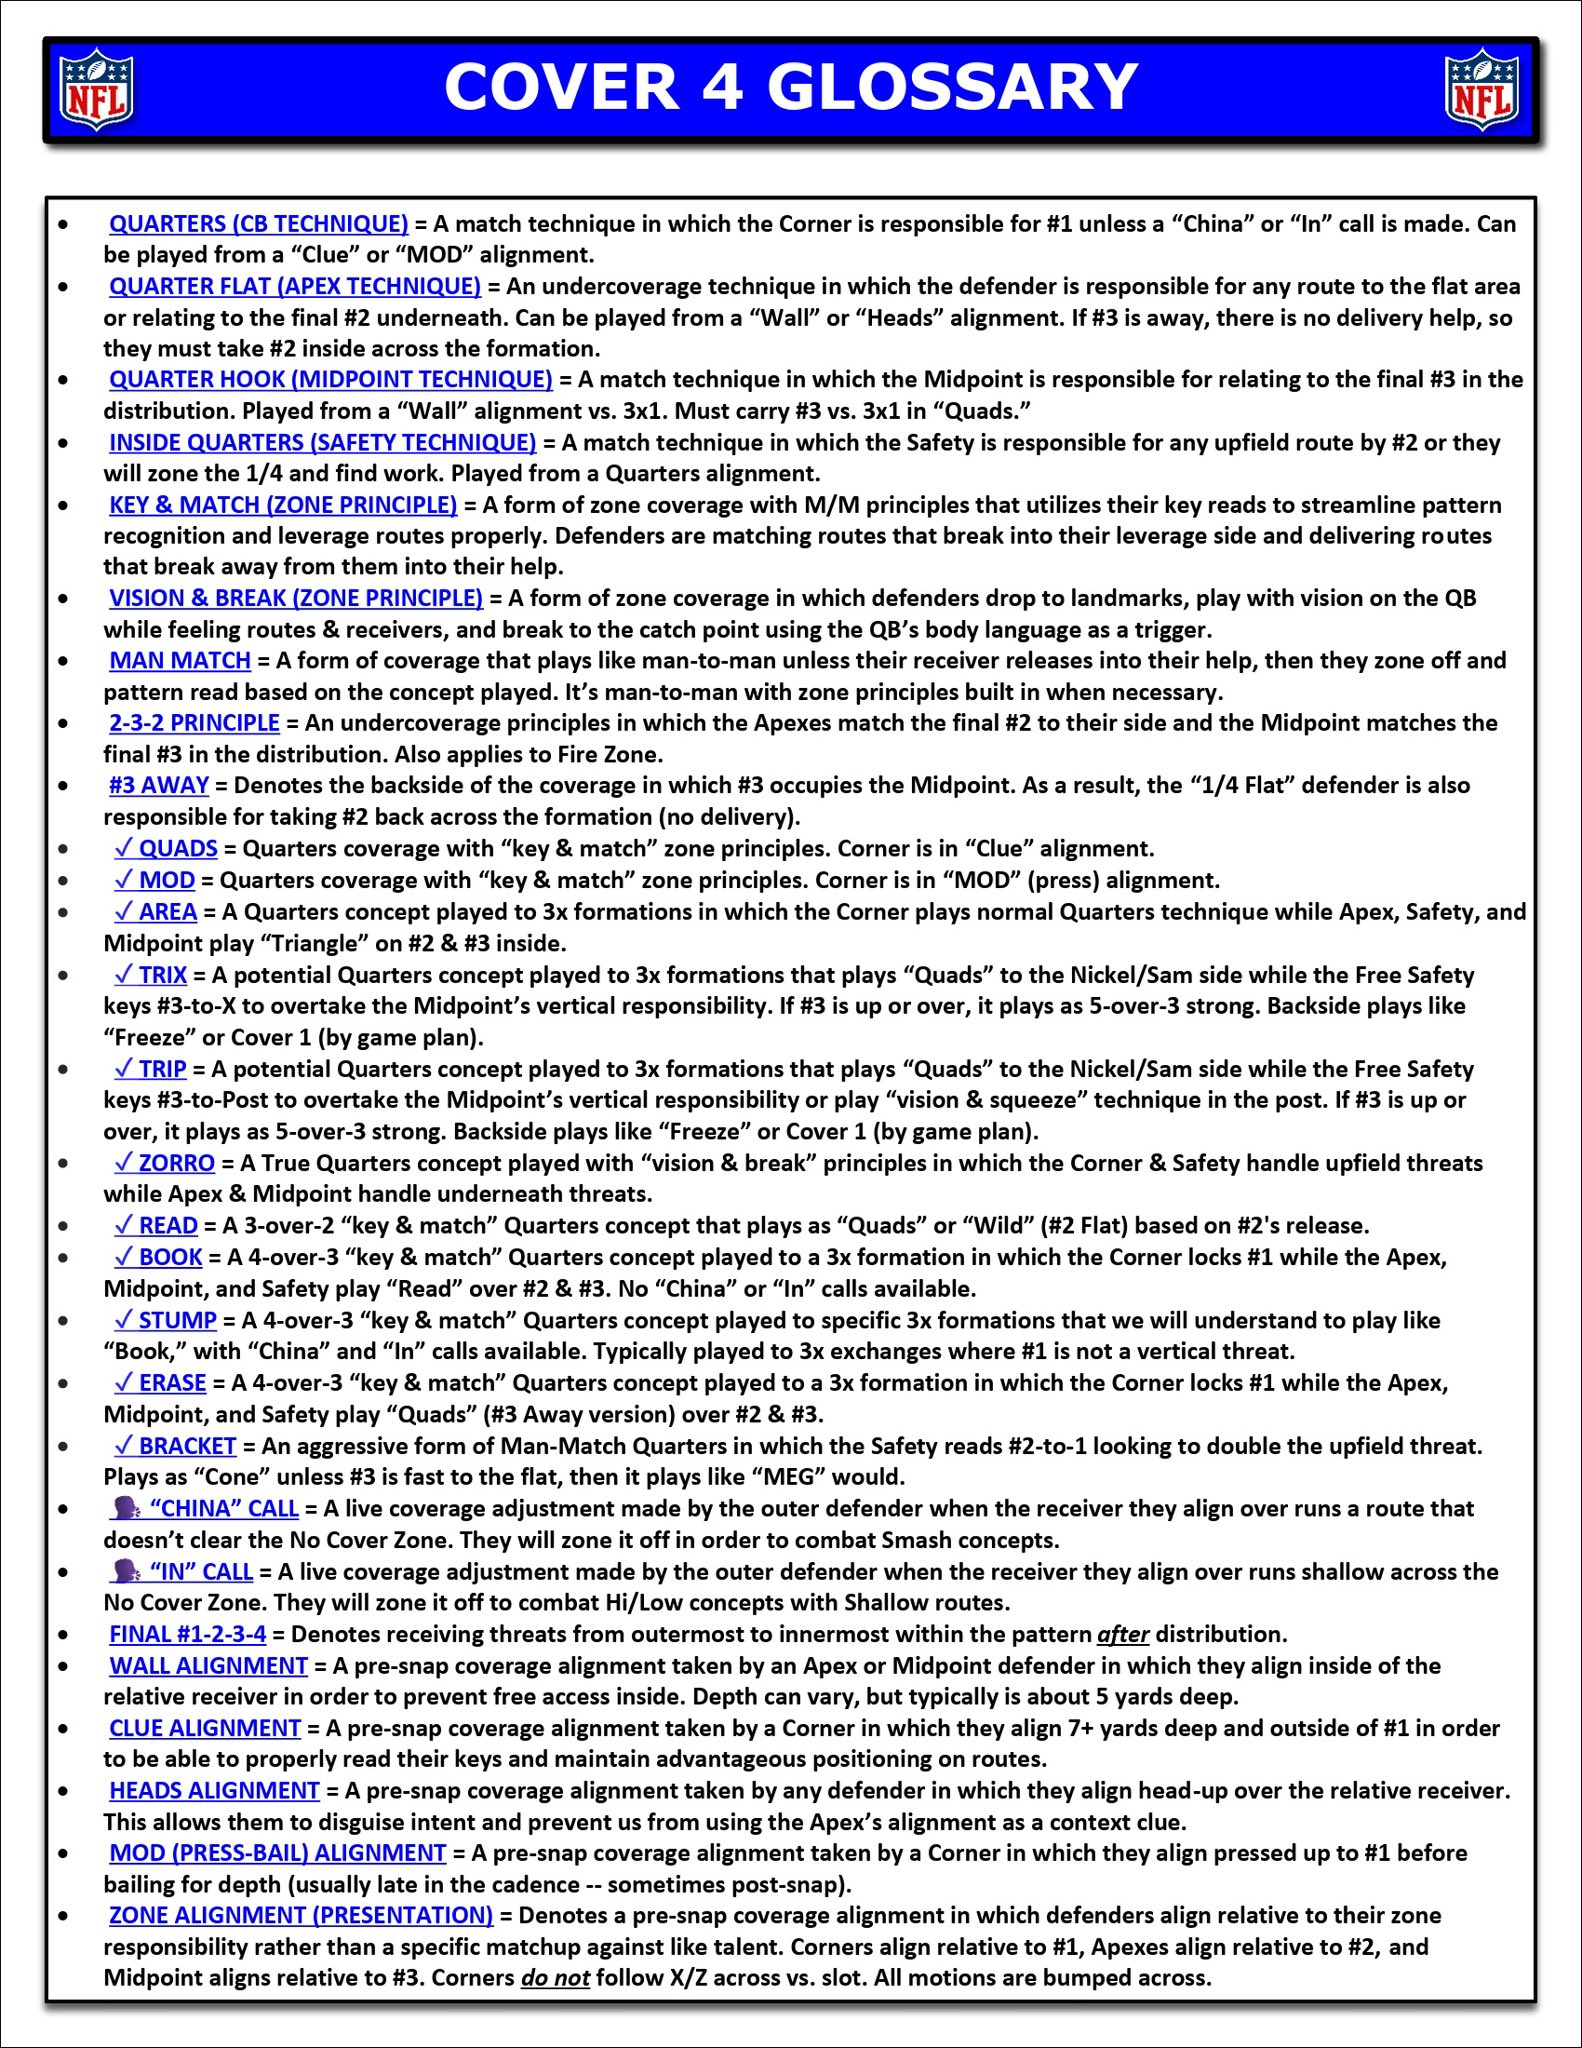 NFL COVER 4 GLOSSARY NFL
• QUARTERS (CB TECHNIQUE) = A match technique in which the Corner is responsible for #1 unless a “China” or “In” call is made. Can
be played from a “Clue” or “MOD” alignment.
• QUARTER FLAT (APEX TECHNIQUE) = An undercoverage technique in which the defender is responsible for any route to the flat area
or relating to the final #2 underneath. Can be played from a “Wall” or “Heads” alignment. If #3 is away, there is no delivery help, so
they must take #2 inside across the formation.
• QUARTER HOOK (MIDPOINT TECHNIQUE) = A match technique in which the Midpoint is responsible for relating to the final #3 in the
distribution. Played from a “Wall” alignment vs. 3x1. Must carry #3 vs. 3x1 in “Quads.”
• INSIDE QUARTERS (SAFETY TECHNIQUE) = A match technique in which the Safety is responsible for any upfield route by #2 or they
will zone the 1/4 and find work. Played from a Quarters alignment.
• KEY & MATCH (ZONE PRINCIPLE) = A form of zone coverage with M/M principles that utilizes their key reads to streamline pattern
recognition and leverage routes properly. Defenders are matching routes that break into their leverage side and delivering routes
that break away from them into their help.
• VISION & BREAK (ZONE PRINCIPLE) = A form of zone coverage in which defenders drop to landmarks, play with vision on the QB
while feeling routes & receivers, and break to the catch point using the QB’s body language as a trigger.
• MAN MATCH = A form of coverage that plays like man-to-man unless their receiver releases into their help, then they zone off and
pattern read based on the concept played. It’s man-to-man with zone principles built in when necessary.
• 2-3-2 PRINCIPLE = An undercoverage principles in which the Apexes match the final #2 to their side and the Midpoint matches the
final #3 in the distribution. Also applies to Fire Zone.
• #3 AWAY = Denotes the backside of the coverage in which #3 occupies the Midpoint. As a result, the “1/4 Flat” defender is also
responsible for taking #2 back across the formation (no delivery).
• ✓ QUADS = Quarters coverage with “key & match” zone principles. Corner is in “Clue” alignment.
• ✓ MOD = Quarters coverage with “key & match” zone principles. Corner is in “MOD” (press) alignment.
• ✓ AREA = A Quarters concept played to 3x formations in which the Corner plays normal Quarters technique while Apex, Safety, and
Midpoint play “Triangle” on #2 & #3 inside.
• ✓ TRIX = A potential Quarters concept played to 3x formations that plays “Quads” to the Nickel/Sam side while the Free Safety
keys #3-to-X to overtake the Midpoint’s vertical responsibility. If #3 is up or over, it plays as 5-over-3 strong. Backside plays like
“Freeze” or Cover 1 (by game plan).
• ✓ TRIP = A potential Quarters concept played to 3x formations that plays “Quads” to the Nickel/Sam side while the Free Safety
keys #3-to-Post to overtake the Midpoint’s vertical responsibility or play “vision & squeeze” technique in the post. If #3 is up or
over, it plays as 5-over-3 strong. Backside plays like “Freeze” or Cover 1 (by game plan).
• ✓ ZORRO = A True Quarters concept played with “vision & break” principles in which the Corner & Safety handle upfield threats
while Apex & Midpoint handle underneath threats.
• ✓ READ = A 3-over-2 “key & match” Quarters concept that plays as “Quads” or “Wild” (#2 Flat) based on #2's release.
• ✓ BOOK = A 4-over-3 “key & match” Quarters concept played to a 3x formation in which the Corner locks #1 while the Apex,
Midpoint, and Safety play “Read” over #2 & #3. No “China” or “In” calls available.
• ✓ STUMP = A 4-over-3 “key & match” Quarters concept played to specific 3x formations that we will understand to play like
“Book,” with “China” and “In” calls available. Typically played to 3x exchanges where #1 is not a vertical threat.
• ✓ ERASE = A 4-over-3 “key & match” Quarters concept played to a 3x formation in which the Corner locks #1 while the Apex,
Midpoint, and Safety play “Quads” (#3 Away version) over #2 & #3.
• ✓ BRACKET = An aggressive form of Man-Match Quarters in which the Safety reads #2-to-1 looking to double the upfield threat.
Plays as “Cone” unless #3 is fast to the flat, then it plays like “MEG” would.
• 🗣 “CHINA” CALL = A live coverage adjustment made by the outer defender when the receiver they align over runs a route that
doesn’t clear the No Cover Zone. They will zone it off in order to combat Smash concepts.
• 🗣 “IN” CALL = A live coverage adjustment made by the outer defender when the receiver they align over runs shallow across the
No Cover Zone. They will zone it off to combat Hi/Low concepts with Shallow routes.
• FINAL #1-2-3-4 = Denotes receiving threats from outermost to innermost within the pattern after distribution.
• WALL ALIGNMENT = A pre-snap coverage alignment taken by an Apex or Midpoint defender in which they align inside of the
relative receiver in order to prevent free access inside. Depth can vary, but typically is about 5 yards deep.
• CLUE ALIGNMENT = A pre-snap coverage alignment taken by a Corner in which they align 7+ yards deep and outside of #1 in order
to be able to properly read their keys and maintain advantageous positioning on routes.
• HEADS ALIGNMENT = A pre-snap coverage alignment taken by any defender in which they align head-up over the relative receiver.
This allows them to disguise intent and prevent us from using the Apex’s alignment as a context clue.
• MOD (PRESS-BAIL) ALIGNMENT = A pre-snap coverage alignment taken by a Corner in which they align pressed up to #1 before
bailing for depth (usually late in the cadence -- sometimes post-snap).
• ZONE ALIGNMENT (PRESENTATION) = Denotes a pre-snap coverage alignment in which defenders align relative to their zone
responsibility rather than a specific matchup against like talent. Corners align relative to #1, Apexes align relative to #2, and
Midpoint aligns relative to #3. Corners do not follow X/Z across vs. slot. All motions are bumped across.